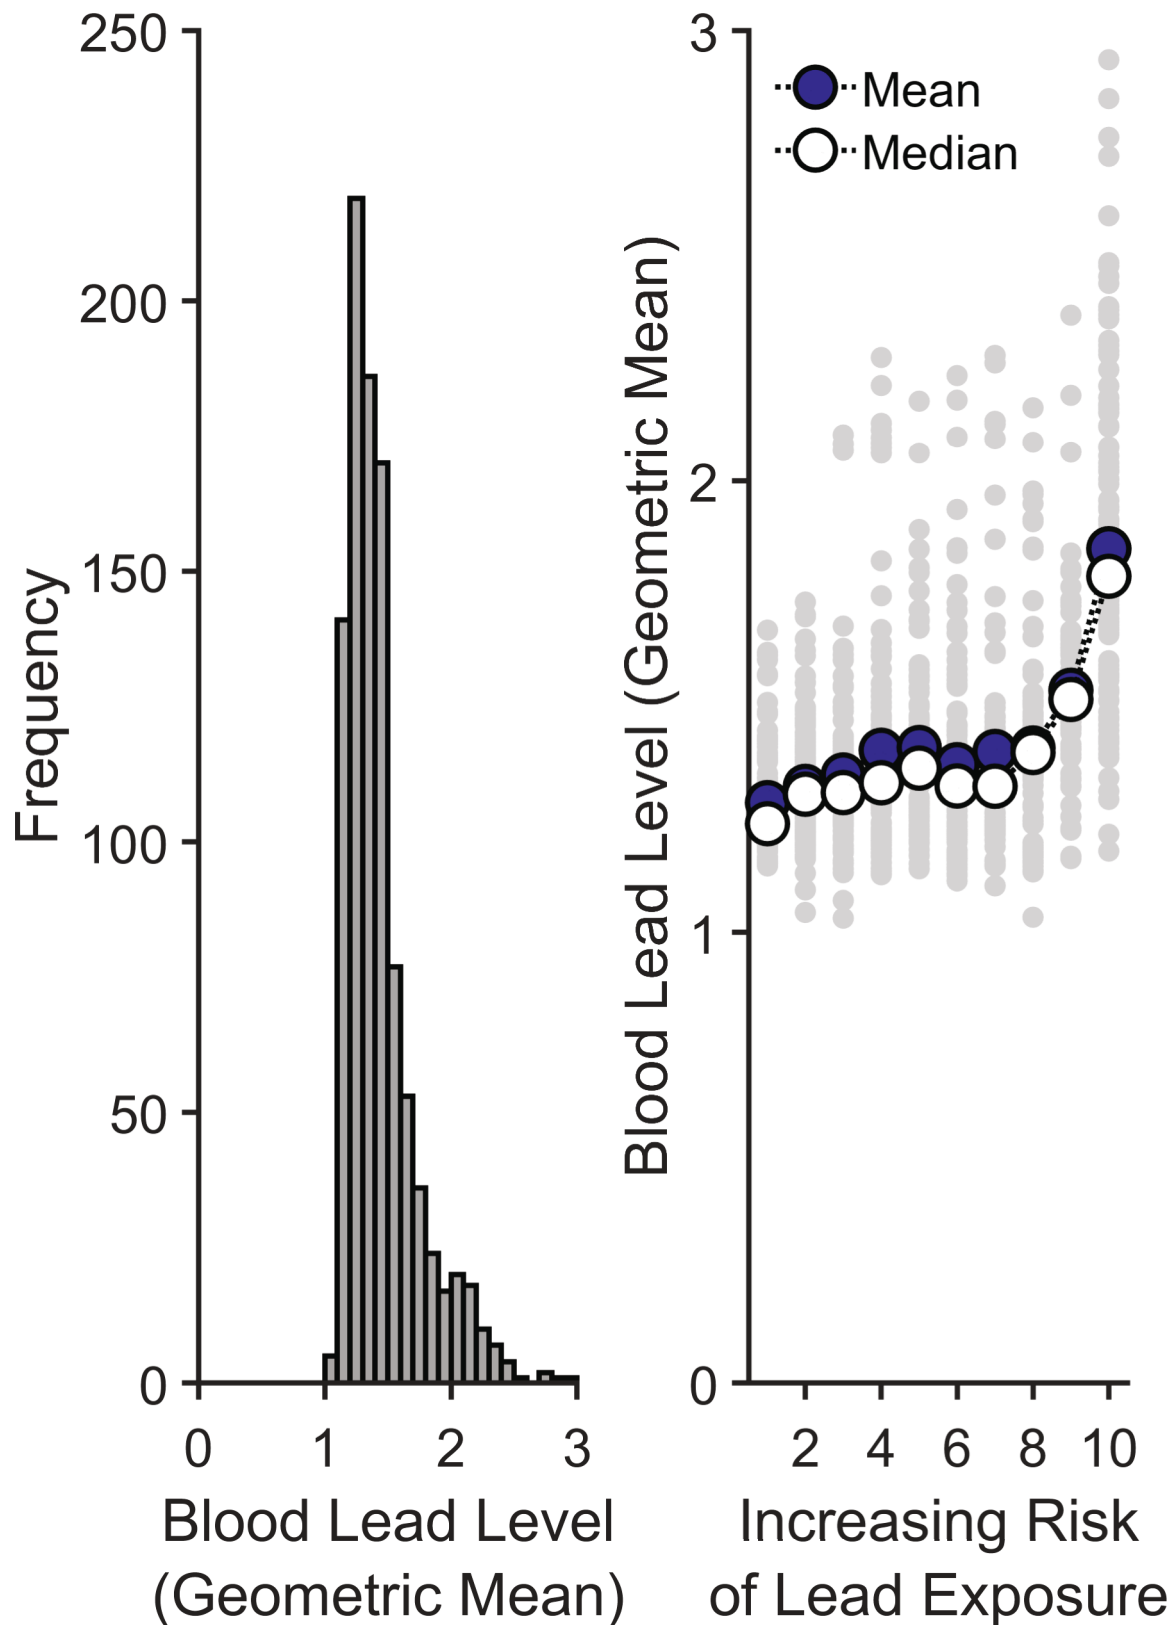 250
200
150
100
50
0
Frequency
0 1 2 3
Blood Lead Level
(Geometric Mean)
3
2
1
0
Blood Lead Level (Geometric Mean)
Mean
Median
2 4 6 8 10
Increasing Risk
of Lead Exposure